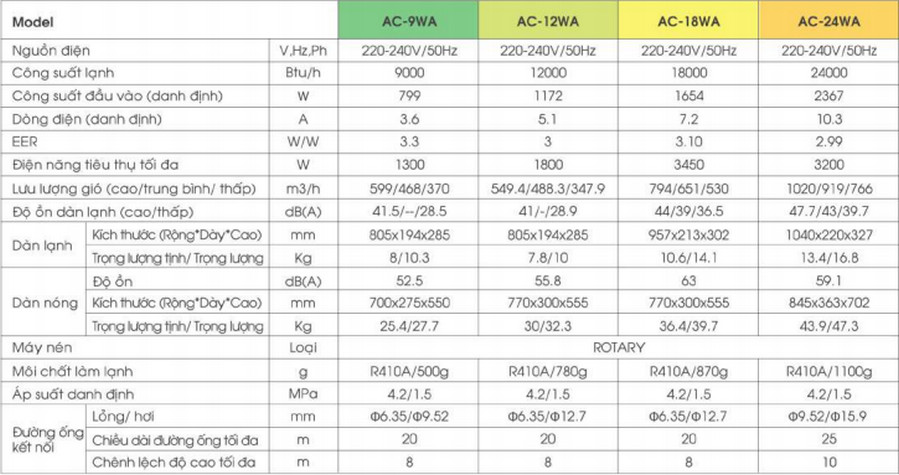 Model AC-9WA AC-12WA AC-18WA AC-24WA
Nguồn điện V,Hz,Ph 220-240V/50Hz 220-240V/50Hz 220-240V/50Hz 220-240V/50Hz
Công suất lạnh Btu/h 9000 12000 18000 24000
Công suất đầu vào (danh định) W 799 1172 1654 2367
Dòng điện (danh định) A 3.6 5.1 7.2 10.3
EER W/W 3.3 3 3.10 2.99
Điện năng tiêu thụ tối đa W 1300 1800 3450 3200
Lưu lượng gió (cao/trung bình/ thấp) m3/h 599/468/370 549.4/488.3/347.9 794/651/530 1020/919/766
Độ ồn dàn lạnh (cao/thấp) dB(A) 41.5/--/28.5 41/-/28.9 44/39/36.5 47.7/43/39.7
Dàn lạnh Kích thước (Rộng*Dày*Cao) mm 805x194x285 805x194x285 957x213x302 1040x220x327
Trọng lượng tịnh/ Trọng lượng Kg 8/10.3 7.8/10 10.6/14.1 13.4/16.8
Dàn nóng Độ ồn dB(A) 52.5 55.8 63 59.1
Kích thước (Rộng*Dày*Cao) mm 700x275x550 770x300x555 770x300x555 845x363x702
Trọng lượng tịnh/ Trọng lượng Kg 25.4/27.7 30/32.3 36.4/39.7 43.9/47.3
Máy nén Loại ROTARY
Môi chất làm lạnh g R410A/500g R410A/780g R410A/870g R410A/1100g
Áp suất danh định MPa 4.2/1.5 4.2/1.5 4.2/1.5 4.2/1.5
Đường ống kết nối Lỏng/ hơi mm Φ6.35/Φ9.52 Φ6.35/Φ12.7 Φ6.35/Φ12.7 Φ9.52/Φ15.9
Chiều dài đường ống tối đa m 20 20 20 25
Chênh lệch độ cao tối đa m 8 8 8 10